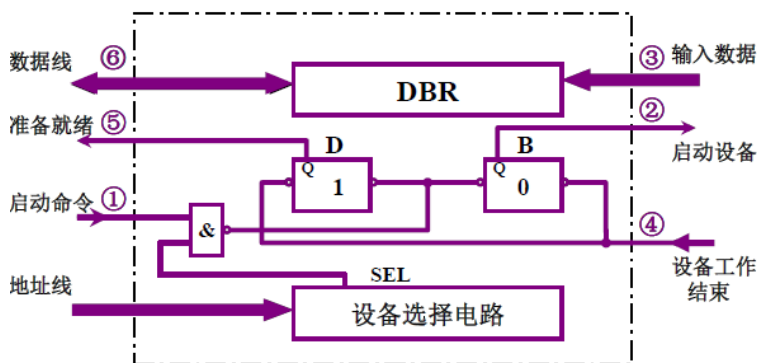 数据线 ⑥ DBR ③ 输入数据
准备就绪 ⑤ ② 启动设备
D B
Q 1 Q 0
启动命令 ① & ④ 设备工作
结束
SEL
地址线 设备选择电路